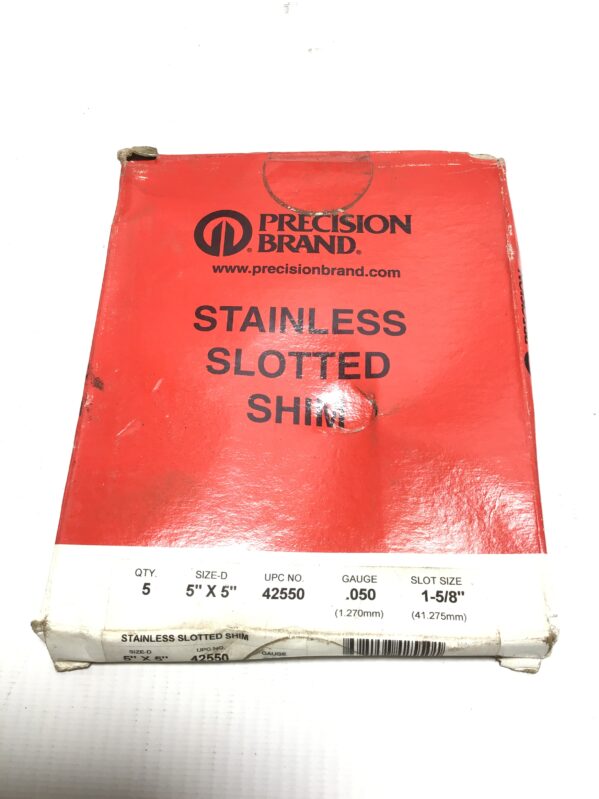 PRECISION
BRAND®
www.precisionbrand.com
STAINLESS
SLOTTED
SHIM
QTY. SIZE-D UPC NO. GAUGE SLOT SIZE
5 5" X 5" 42550 .050 1-5/8"
(1.270mm) (41.275mm)
STAINLESS SLOTTED SHIM
SIZE-D UPC NO. GAUGE
5" X 5" 42550